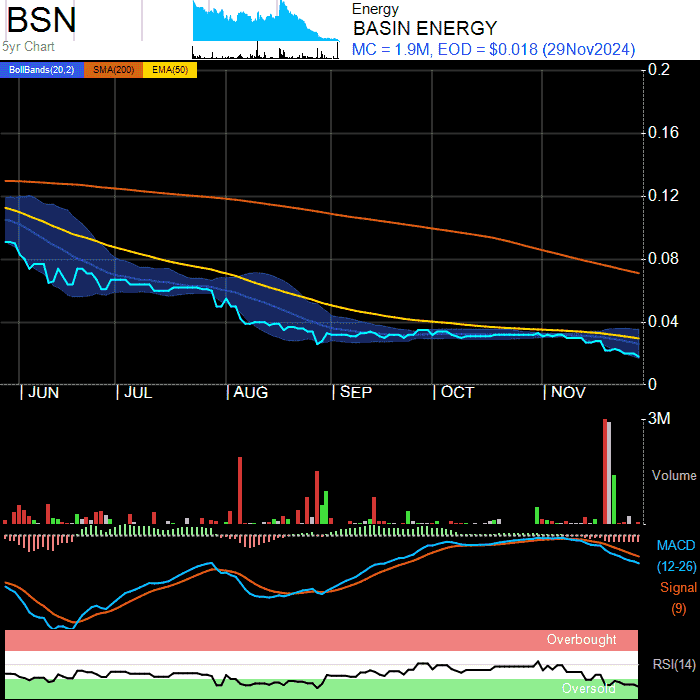 BSN
5yr Chart
Energy
BASIN ENERGY
MC = 1.9M, EOD = $0.018 (29Nov2024)
BollBands(20,2) SMA(200) EMA(50)
0.2
0.16
0.12
0.08
0.04
0
JUN JUL AUG SEP OCT NOV
3M
Volume
MACD
(12-26)
Signal
(9)
Overbought
RSI(14)
Oversold